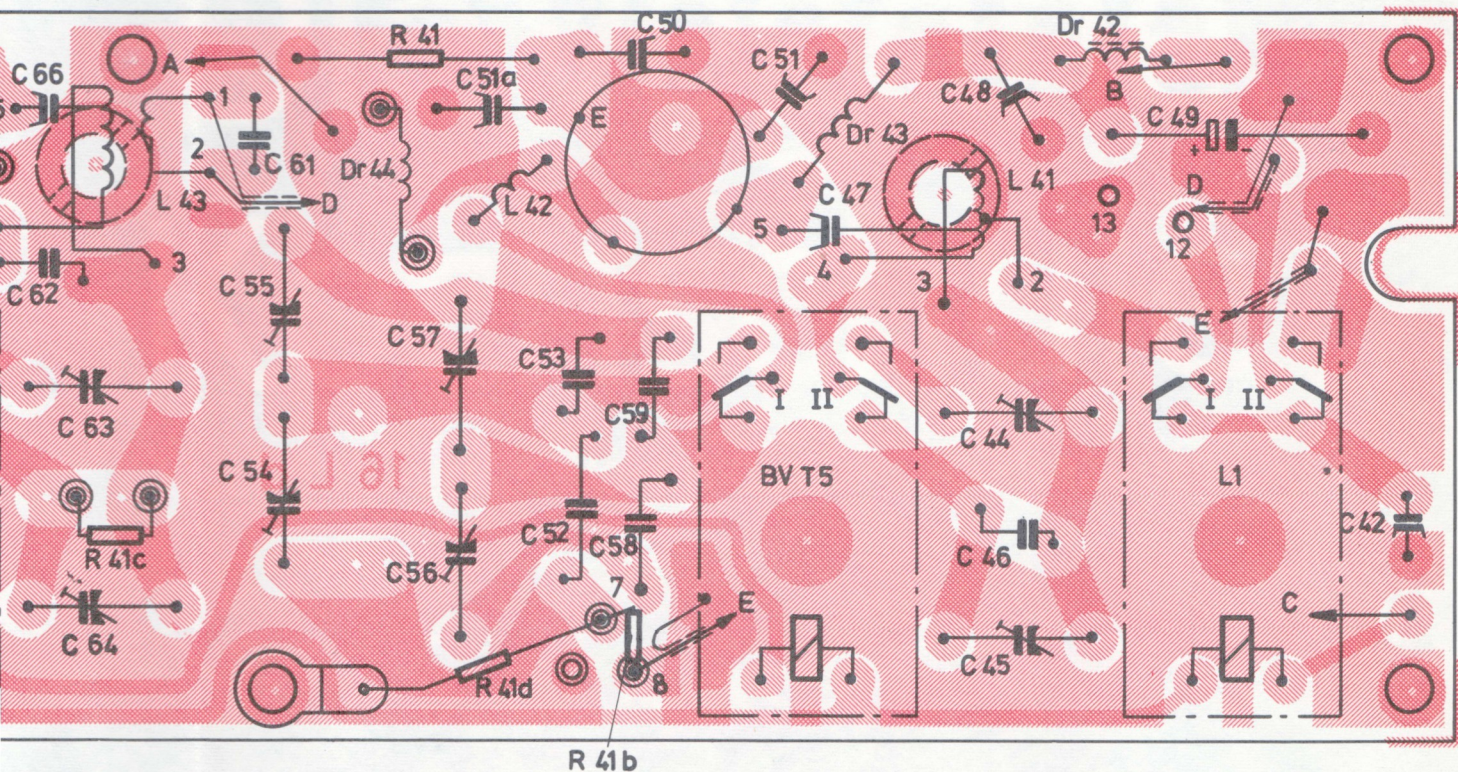 C 50
Dr 42
R 41
C 51
C 66
A
C 51a
C 48
B
1
E
C 49
+
-
Dr 43
2
C 61
Dr 44
L 41
L 43
D
L 42
C 47
D
13
12
5
4
3
2
3
C 62
C 55
E
C 57
C 53
C 59
I
II
I
II
C 63
C 44
C 54
16 L
BV T5
L1
C 52
C 58
C 42
R 41c
C 56
C 46
7
E
C
C 64
C 45
R 41d
8
R 41b